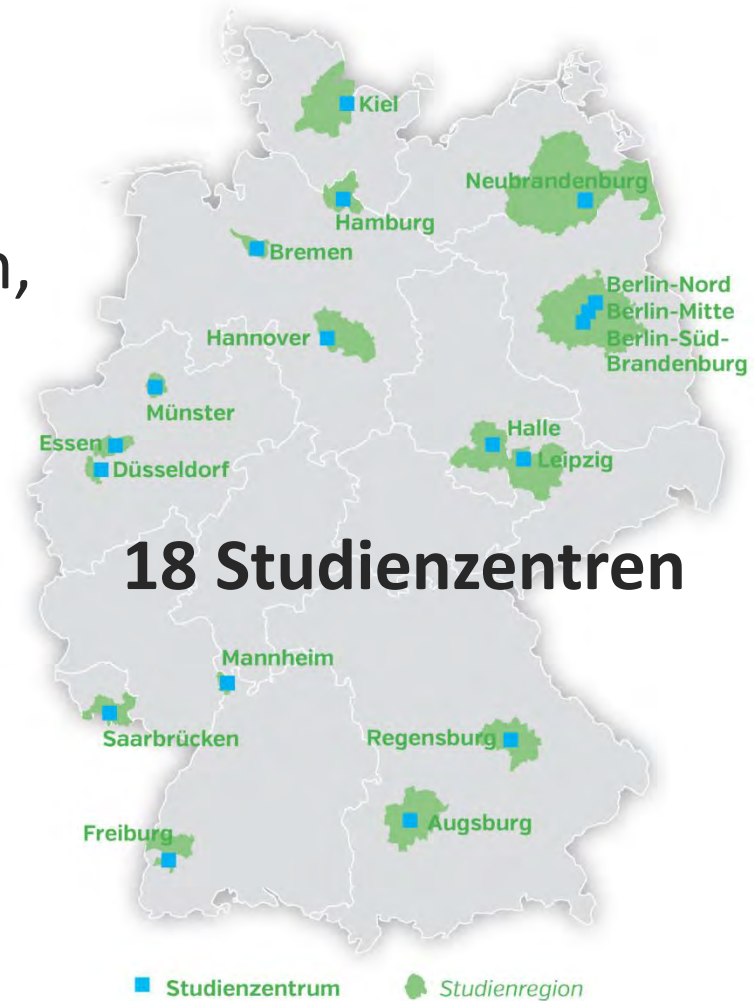 Kiel
Neubrandenburg
Hamburg
n,
Bremen
Berlin-Nord
Berlin-Mitte
Berlin-Süd-
Brandenburg
Hannover
Münster
Halle
Essen
Leipzig
Düsseldorf
18 Studienzentren
Mannheim
Saarbrücken
Regensburg
Augsburg
Freiburg
Studienzentrum
Studienregion